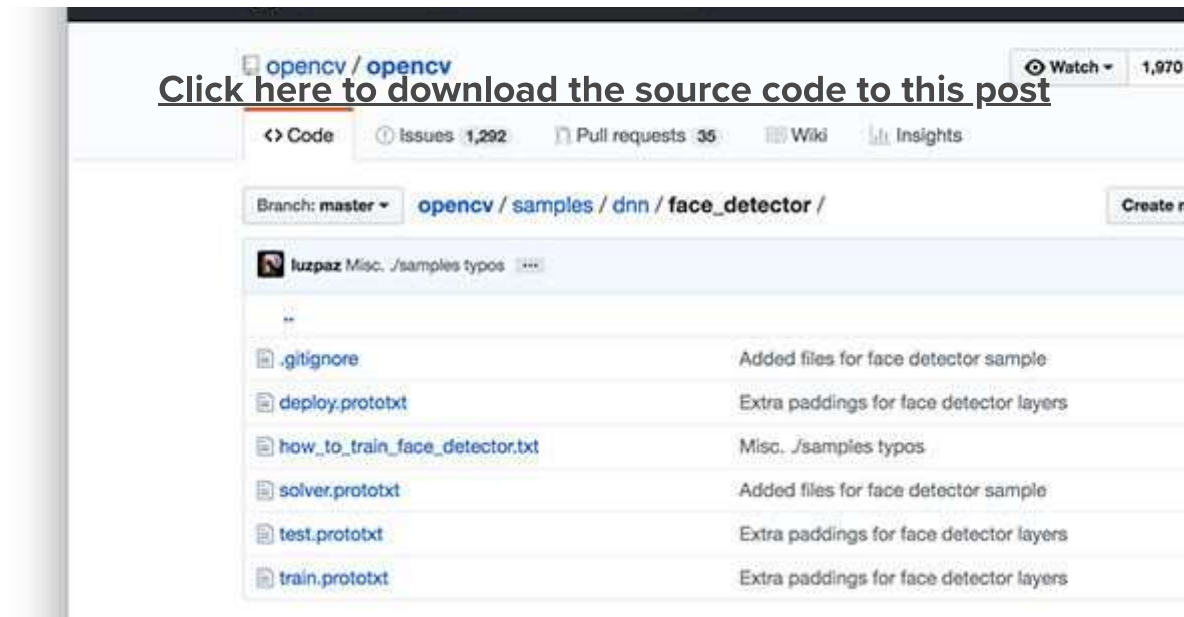 opencv / opencv
Watch 1,970
Click here to download the source code to this post
<> Code Issues 1,292 Pull requests 35 Wiki Insights
Branch: master opencv / samples / dnn / face_detector /
Create
luzpaz Misc. ./samples typos ...
..
.gitignore Added files for face detector sample
deploy.prototxt Extra paddings for face detector layers
how_to_train_face_detector.txt Misc. ./samples typos
solver.prototxt Added files for face detector sample
test.prototxt Extra paddings for face detector layers
train.prototxt Extra paddings for face detector layers